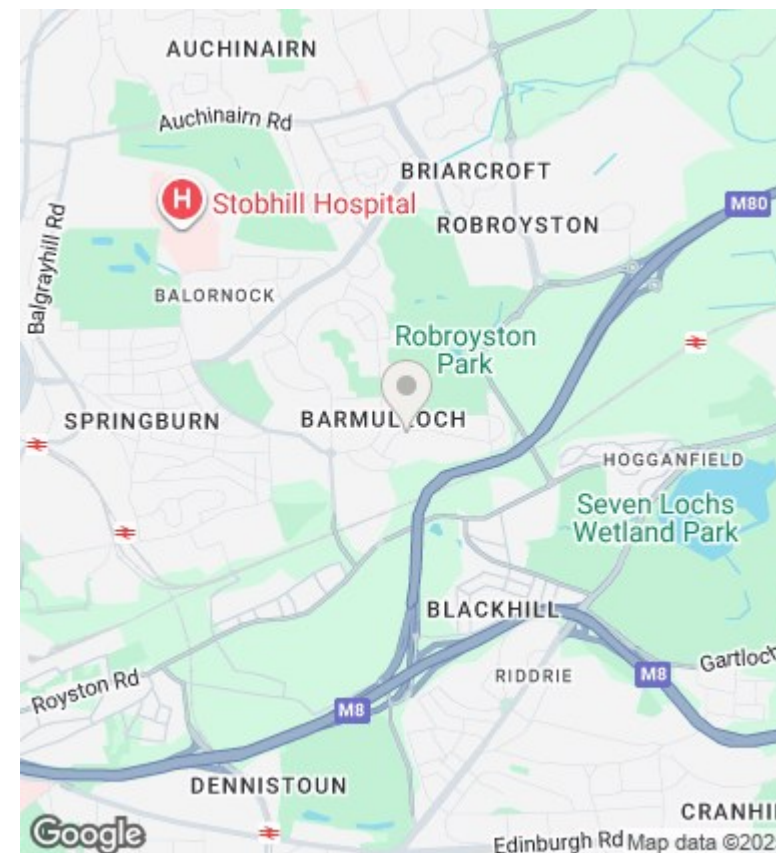 AUCHINAIRN
Auchinairn Rd
BRIARCROFT
H Stobhill Hospital
M80
ROBROYSTON
Balgrayhill Rd
BALORNOCK
Robroyston
Park
SPRINGBURN
BARMULLOCH
HOGGANFIELD
Seven Lochs
Wetland Park
BLACKHILL
Gartloch
RIDDRIE
M8
Royston Rd
M8
DENNISTOUN
CRANHI
Google
Edinburgh Rd
Map data ©202